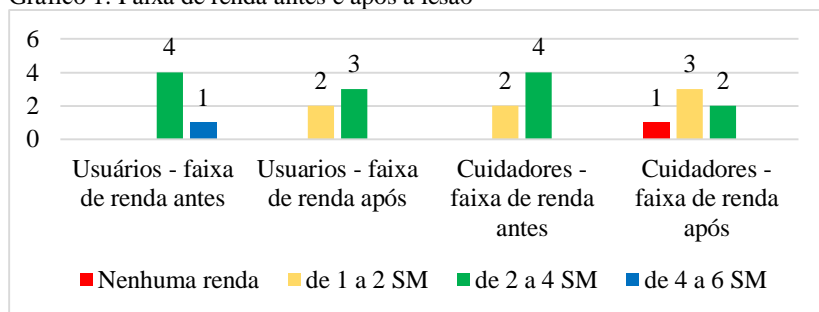 Gráfico 1: Faixa de renda antes e após a lesão
6
4
2
0
4
1
2
3
2
4
1
3
2
Usuários - faixa de renda antes
Usuarios - faixa de renda após
Cuidadores - faixa de renda antes
Cuidadores - faixa de renda após
Nenhuma renda
de 1 a 2 SM
de 2 a 4 SM
de 4 a 6 SM